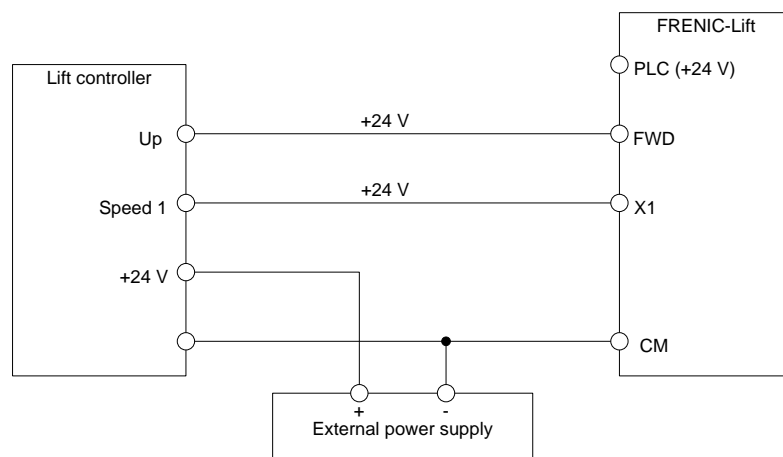 FRENIC-Lift
PLC (+24 V)
Lift controller
+24 V
Up
FWD
+24 V
Speed 1
X1
+24 V
CM
+ -
External power supply